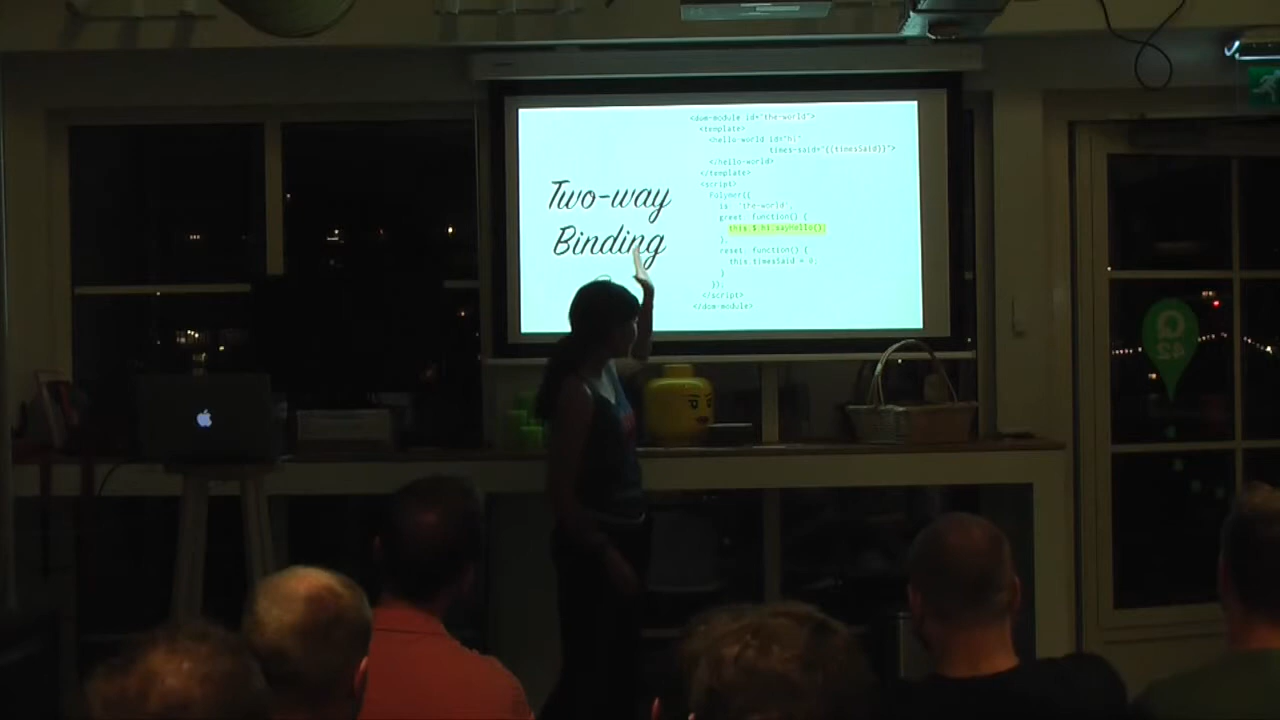 Two-way
Binding
<dom-module id="the-world">
<template>
<hello-world id="hi"
times-said="{{timesSaid}}">
</hello-world>
</template>
<script>
Polymer({
is: 'the-world',
greet: function() {
this.$.hi.sayHello();
},
reset: function() {
this.timesSaid = 0;
}
});
</script>
</dom-module>
Q
42